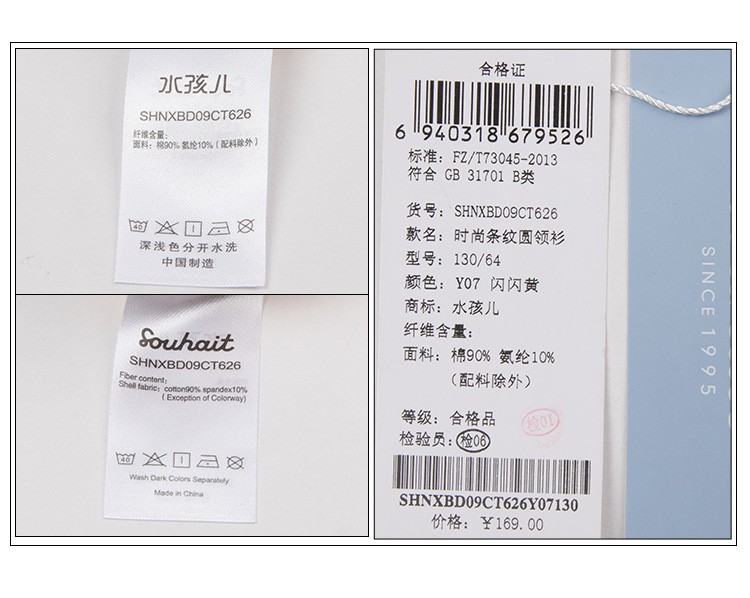 水孩儿
SHNXBD09CT626
纤维含量:
面料: 棉90% 氨纶10% ( 配料除外 )
40
深浅色分开水洗
中国制造
Souhait
SHNXBD09CT626
Fiber content:
Shell fabric: cotton90% spandex10%
( Exception of Colorway)
40
Wash Dark Colors Separately
Made in China
合格证
6 940318 679526
标准: FZ/T73045-2013
符合 GB 31701 B类
货号: SHNXBD09CT626
款名: 时尚条纹圆领衫
型号: 130/64
颜色: Y07 闪闪黄
商标: 水孩儿
纤维含量:
面料: 棉90% 氨纶10%
(配料除外)
等级: 合格品
检验员: 检06
检01
SHNXBD09CT626Y07130
价格: ¥169.00
SINCE 1995